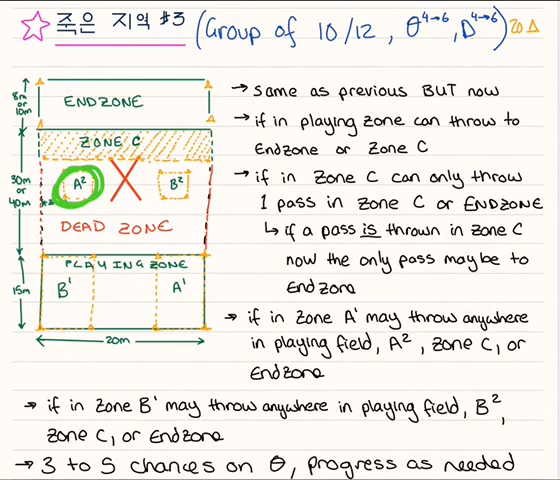 죽은 지역 #3 (Group of 10/12, O⁴→⁶, D⁴→⁶) 20 Δ
8m or 10m
ENDZONE
ZONE C
30m or 40m
A²
B²
DEAD ZONE
PLAYING ZONE
15m
B'
A'
20m
→ Same as previous BUT now
→ if in playing zone can throw to
Endzone or Zone C
→ if in Zone C can only throw
1 pass in Zone C or ENDZONE
↳ if a pass is thrown in Zone C
now the only pass may be to
Endzone
→ if in Zone A' may throw anywhere
in playing field, A², Zone C, or
Endzone
→ if in Zone B' may throw anywhere in playing field, B²,
Zone C, or Endzone
→ 3 to 5 chances on O, progress as needed